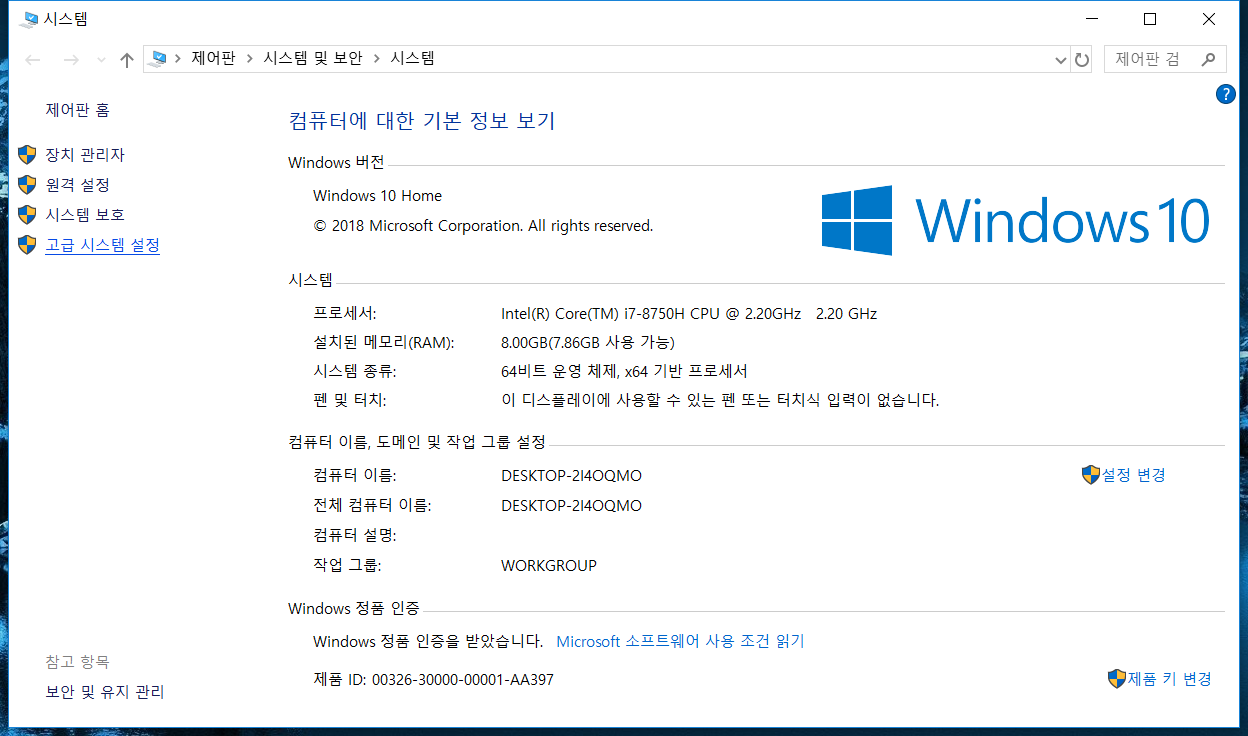 시스템
제어판 > 시스템 및 보안 > 시스템
제어판 검
?
제어판 홈
장치 관리자
원격 설정
시스템 보호
고급 시스템 설정
컴퓨터에 대한 기본 정보 보기
Windows 버전
Windows 10 Home
© 2018 Microsoft Corporation. All rights reserved.
Windows 10
시스템
프로세서: Intel(R) Core(TM) i7-8750H CPU @ 2.20GHz 2.20 GHz
설치된 메모리(RAM): 8.00GB(7.86GB 사용 가능)
시스템 종류: 64비트 운영 체제, x64 기반 프로세서
펜 및 터치: 이 디스플레이에 사용할 수 있는 펜 또는 터치식 입력이 없습니다.
컴퓨터 이름, 도메인 및 작업 그룹 설정
컴퓨터 이름: DESKTOP-2I4OQMO 설정 변경
전체 컴퓨터 이름: DESKTOP-2I4OQMO
컴퓨터 설명:
작업 그룹: WORKGROUP
Windows 정품 인증
Windows 정품 인증을 받았습니다. Microsoft 소프트웨어 사용 조건 읽기
제품 ID: 00326-30000-00001-AA397 제품 키 변경
참고 항목
보안 및 유지 관리